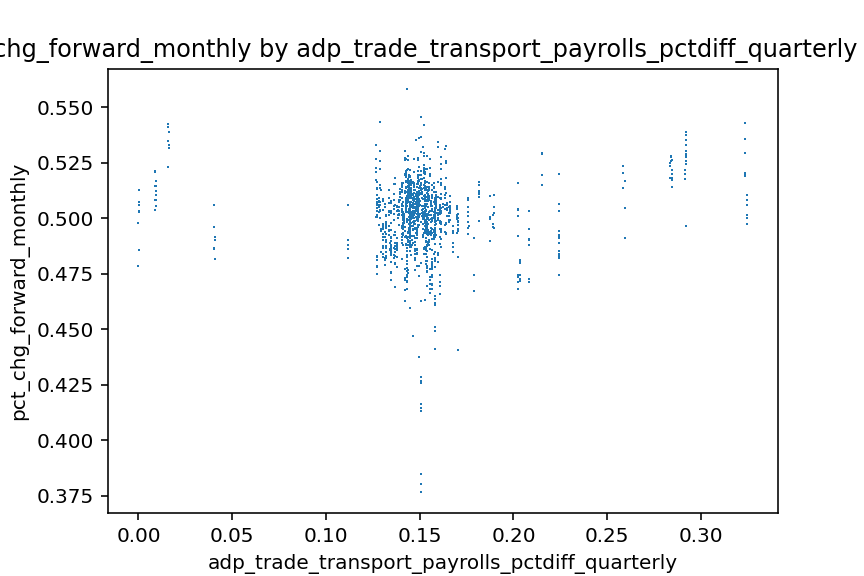 chg_forward_monthly by adp_trade_transport_payrolls_pctdiff_quarterly
0.550
0.525
0.500
0.475
0.450
0.425
0.400
0.375
pct_chg_forward_monthly
0.00 0.05 0.10 0.15 0.20 0.25 0.30
adp_trade_transport_payrolls_pctdiff_quarterly